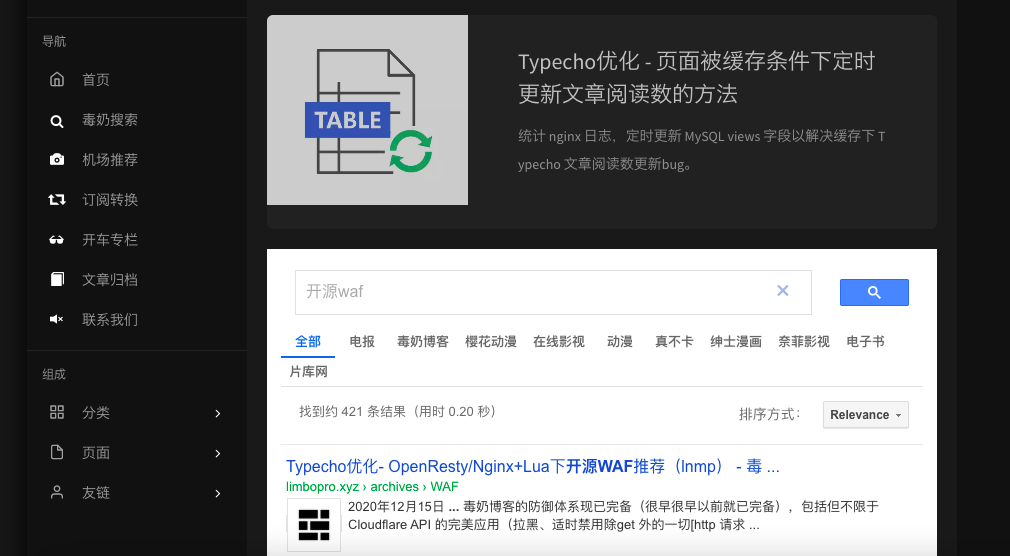 导航
首页
毒奶搜索
机场推荐
订阅转换
开车专栏
文章归档
联系我们
组成
分类
页面
友链
TABLE
Typecho优化 - 页面被缓存条件下定时
更新文章阅读数的方法
统计 nginx 日志，定时更新 MySQL views 字段以解决缓存下 T
ypecho 文章阅读数更新bug。
开源waf
全部 电报 毒奶博客 樱花动漫 在线影视 动漫 真不卡 绅士漫画 奈菲影视 电子书
片库网
找到约 421 条结果（用时 0.20 秒）
排序方式： Relevance
Typecho优化- OpenResty/Nginx+Lua下开源WAF推荐（lnmp） - 毒 ...
limbopro.xyz › archives › WAF
2020年12月15日 ... 毒奶博客的防御体系现已完备（很早很早以前就已完备），包括但不限于
Cloudflare API 的完美应用（拉黑、适时禁用除get 外的一切[http 请求 ...